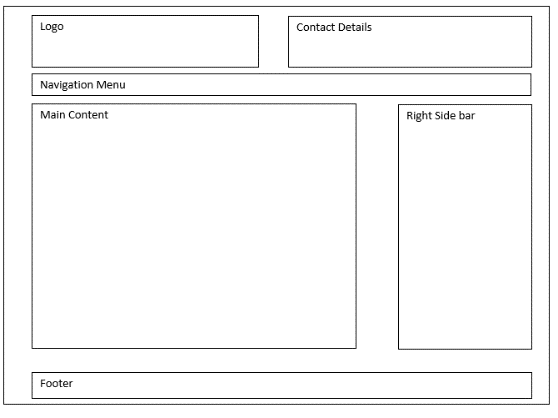 Logo
Contact Details
Navigation Menu
Main Content
Right Side bar
Footer